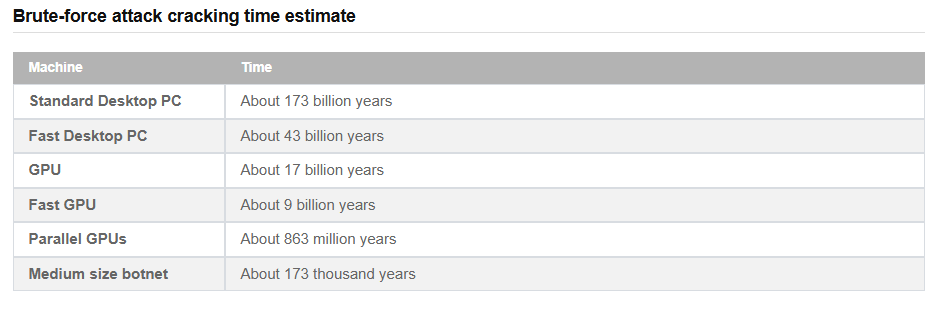 Brute-force attack cracking time estimate
Machine Time
Standard Desktop PC About 173 billion years
Fast Desktop PC About 43 billion years
GPU About 17 billion years
Fast GPU About 9 billion years
Parallel GPUs About 863 million years
Medium size botnet About 173 thousand years